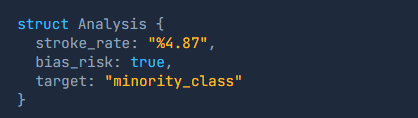 struct Analysis {
  stroke_rate: "%4.87",
  bias_risk: true,
  target: "minority_class"
}